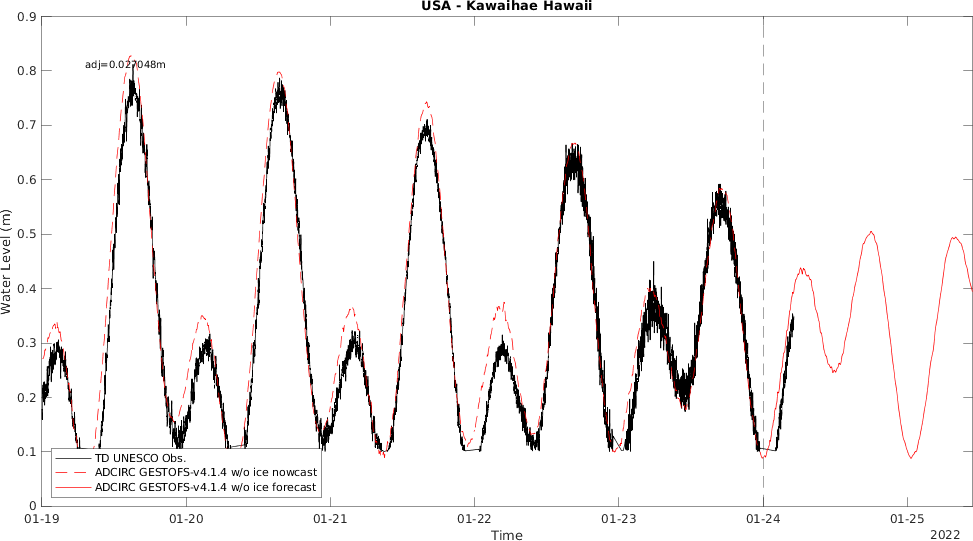 USA - Kawaihae Hawaii
0.9
adj=0.027048m
0.8
0.7
0.6
0.5
0.4
0.3
0.2
0.1
0
Water Level (m)
TD UNESCO Obs.
ADCIRC GESTOFS-v4.1.4 w/o ice nowcast
ADCIRC GESTOFS-v4.1.4 w/o ice forecast
01-19 01-20 01-21 01-22 01-23 01-24 01-25
Time
2022